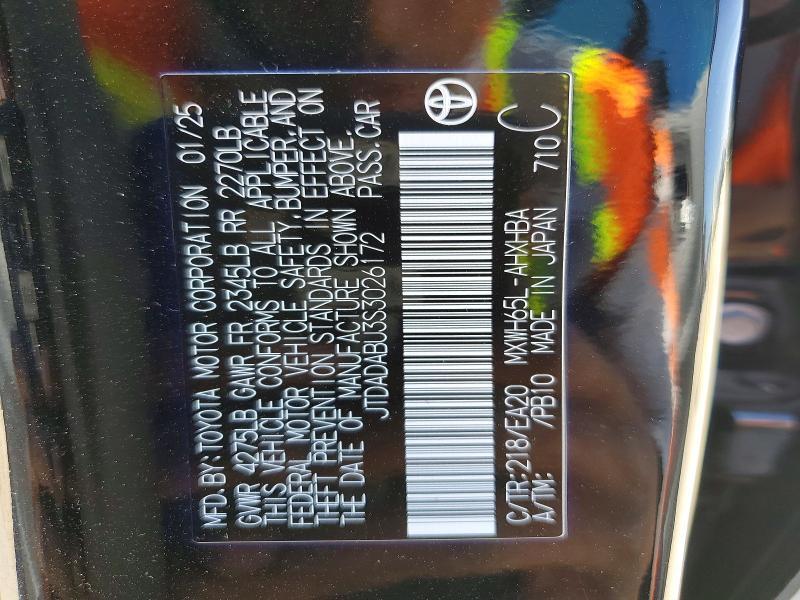 MFD.BY:TOYOTA MOTOR CORPORATION 01/25
GVWR 4275LB GAWR FR 2345LB RR 2270LB
THIS VEHICLE CONFORMS TO ALL APPLICABLE
FEDERAL MOTOR VEHICLE SAFETY,BUMPER,AND
THEFT PREVENTION STANDARDS IN EFFECT ON
THE DATE OF MANUFACTURE SHOWN ABOVE.
JTDADABU3S3026172 PASS.CAR
C/TR:218/EA20 MXWH65L-AHXHBA
A/TM: /PB10 MADE IN JAPAN 710 C